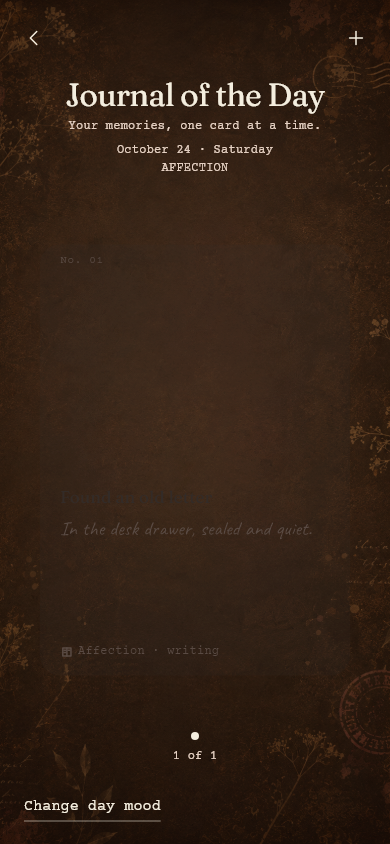 Journal of the Day
Your memories, one card at a time.
October 24 · Saturday
AFFECTION
No. 01
In the desk drawer, sealed and quiet.
Affection · writing
1 of 1
Change day mood